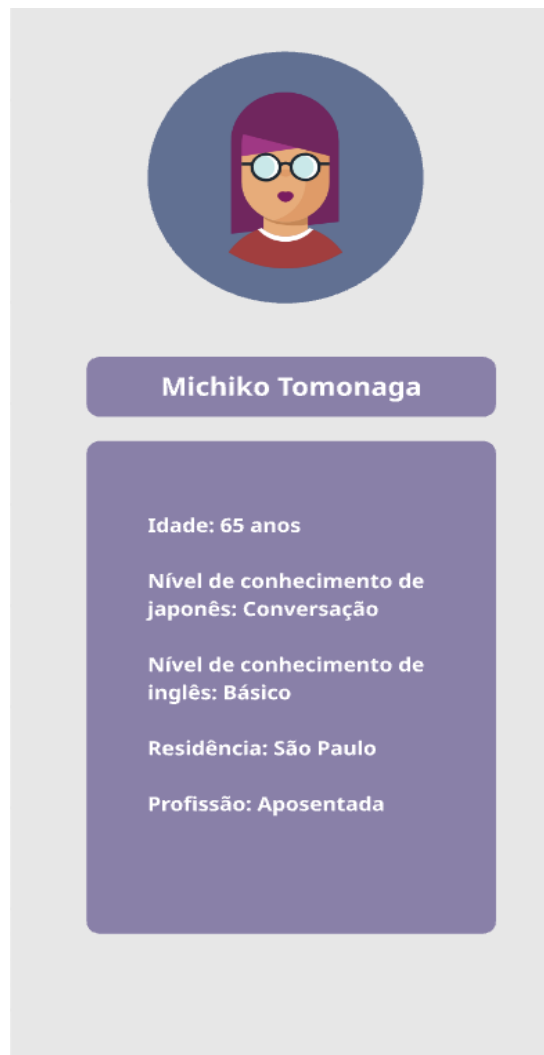 Michiko Tomonaga
Idade: 65 anos
Nível de conhecimento de
japonês: Conversação
Nível de conhecimento de
inglês: Básico
Residência: São Paulo
Profissão: Aposentada